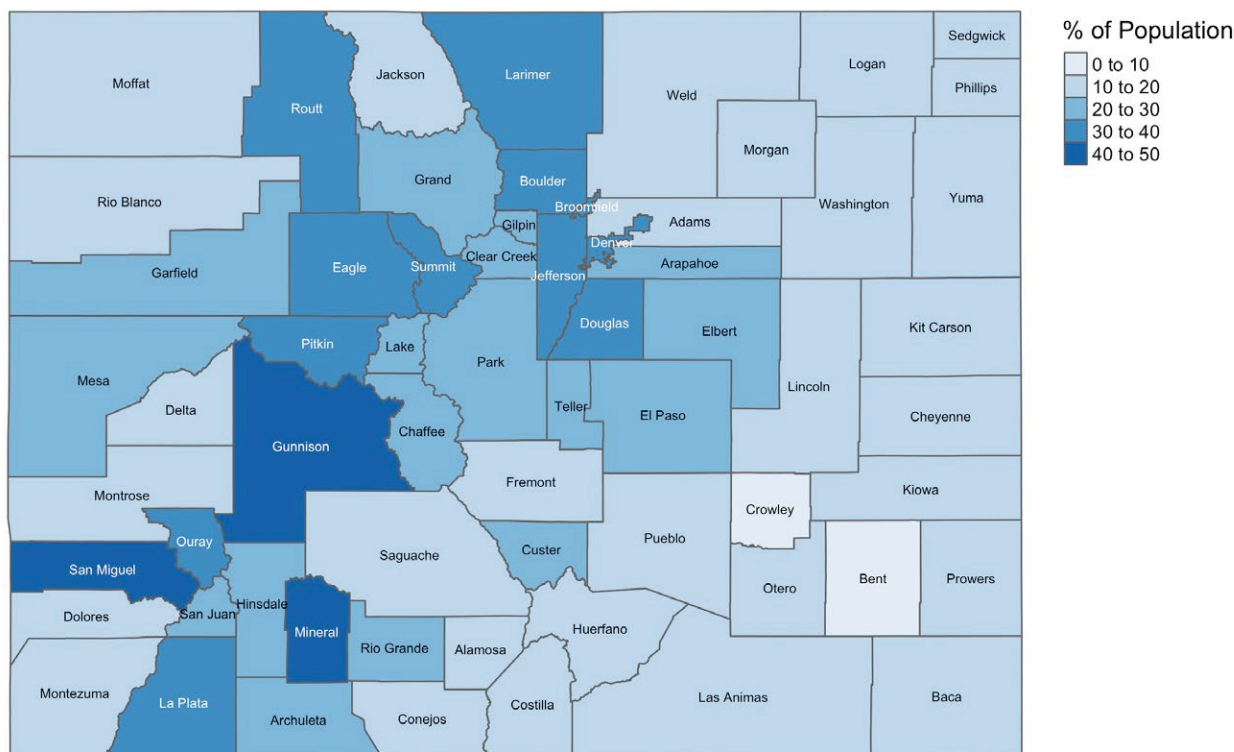 % of Population
0 to 10
10 to 20
20 to 30
30 to 40
40 to 50
Moffat
Routt
Jackson
Larimer
Weld
Logan
Sedgwick
Phillips
Rio Blanco
Grand
Boulder
Morgan
Washington
Yuma
Broomfield
Adams
Gilpin
Denver
Garfield
Eagle
Summit
Clear Creek
Jefferson
Arapahoe
Pitkin
Lake
Park
Douglas
Elbert
Kit Carson
Mesa
Delta
Lincoln
Teller
El Paso
Cheyenne
Gunnison
Chaffee
Montrose
Fremont
Kiowa
Crowley
Ouray
Saguache
Custer
Pueblo
San Miguel
Otero
Bent
Prowers
Dolores
San Juan
Hinsdale
Mineral
Rio Grande
Alamosa
Huerfano
Montezuma
La Plata
Archuleta
Conejos
Costilla
Las Animas
Baca